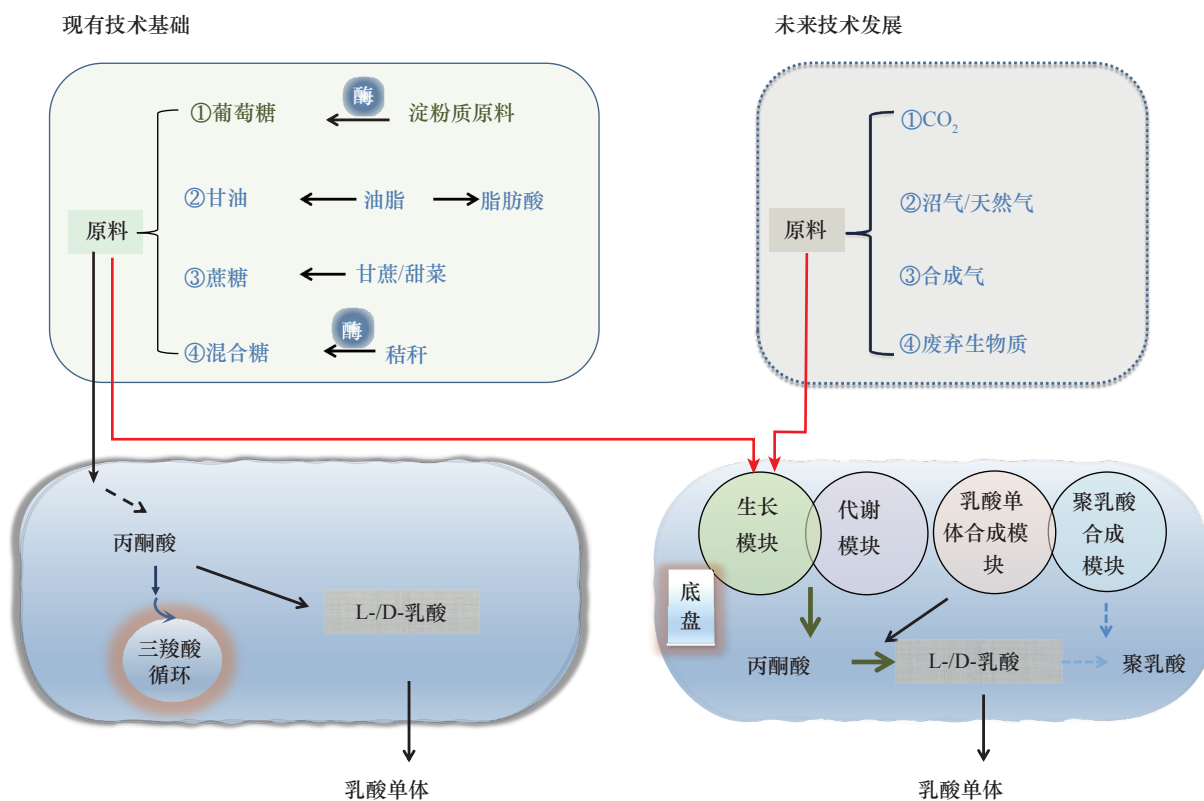 现有技术基础
酶
①葡萄糖
淀粉质原料
②甘油
油脂
脂肪酸
原料
③蔗糖
甘蔗/甜菜
酶
④混合糖
秸秆
丙酮酸
L-/D-乳酸
三羧酸
循环
乳酸单体
未来技术发展
①CO₂
②沼气/天然气
原料
③合成气
④废弃生物质
生长
模块
代谢
模块
乳酸单
体合成模
块
聚乳酸
合成
模块
底
盘
丙酮酸
L-/D-乳酸
聚乳酸
乳酸单体